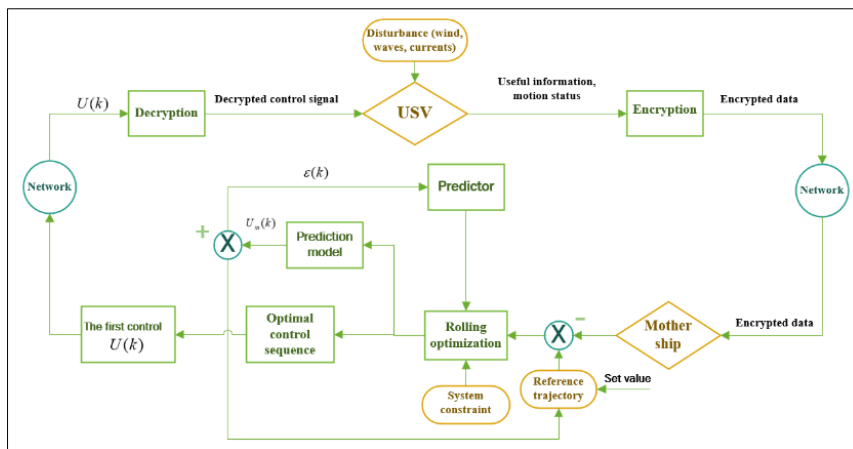 Disturbance (wind,
waves, currents)
U(k)
Decryption
Decrypted control signal
USV
Useful information,
motion status
Encryption
Encrypted data
Network
Network
ε(k)
Predictor
+
X
U_m(k)
Prediction
model
The first control
U(k)
Optimal
control
sequence
Rolling
optimization
X
−
Mother
ship
Encrypted data
System
constraint
Reference
trajectory
Set value